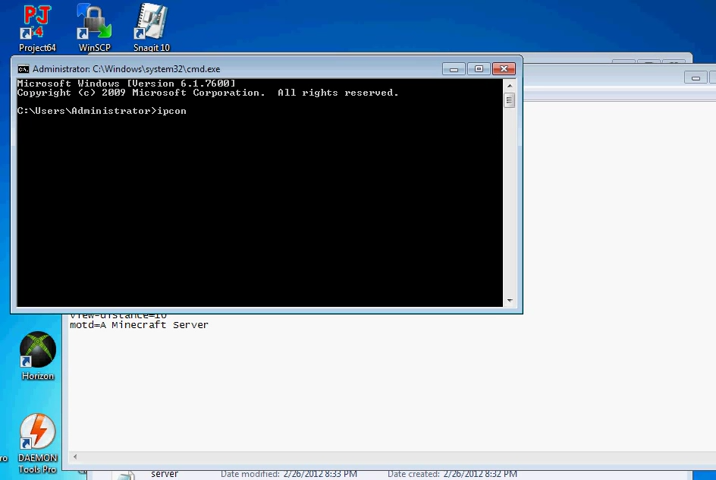 Project64
WinSCP
Snagit 10
Administrator: C:\Windows\system32\cmd.exe
Microsoft Windows [Version 6.1.7600]
Copyright (c) 2009 Microsoft Corporation.  All rights reserved.
C:\Users\Administrator>ipcon
view-distance=10
motd=A Minecraft Server
Horizon
ro
DAEMON
Tools Pro
server
Date modified: 2/26/2012 8:33 PM
Date created: 2/26/2012 8:32 PM